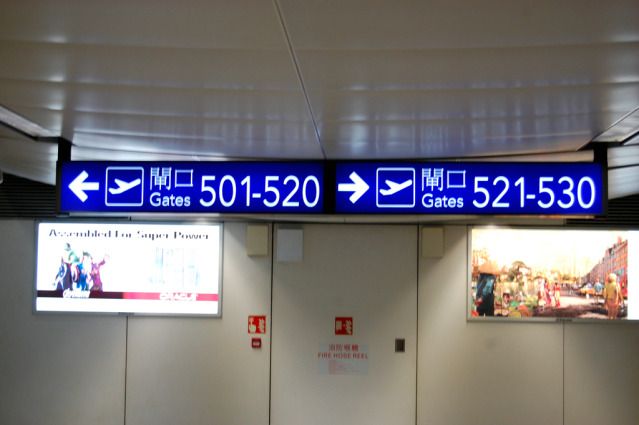 閘口
Gates
501-520
閘口
Gates
521-530
Assembled For Super Power
ORACLE
消防喉轆
FIRE HOSE REEL